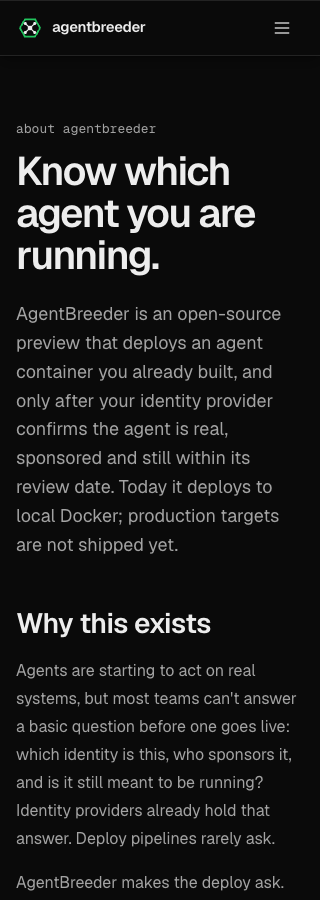 agentbreeder
about agentbreeder
Know which
agent you are
running.
AgentBreeder is an open-source
preview that deploys an agent
container you already built, and
only after your identity provider
confirms the agent is real,
sponsored and still within its
review date. Today it deploys to
local Docker; production targets
are not shipped yet.
Why this exists
Agents are starting to act on real
systems, but most teams can't answer
a basic question before one goes live:
which identity is this, who sponsors it,
and is it still meant to be running?
Identity providers already hold that
answer. Deploy pipelines rarely ask.
AgentBreeder makes the deploy ask.